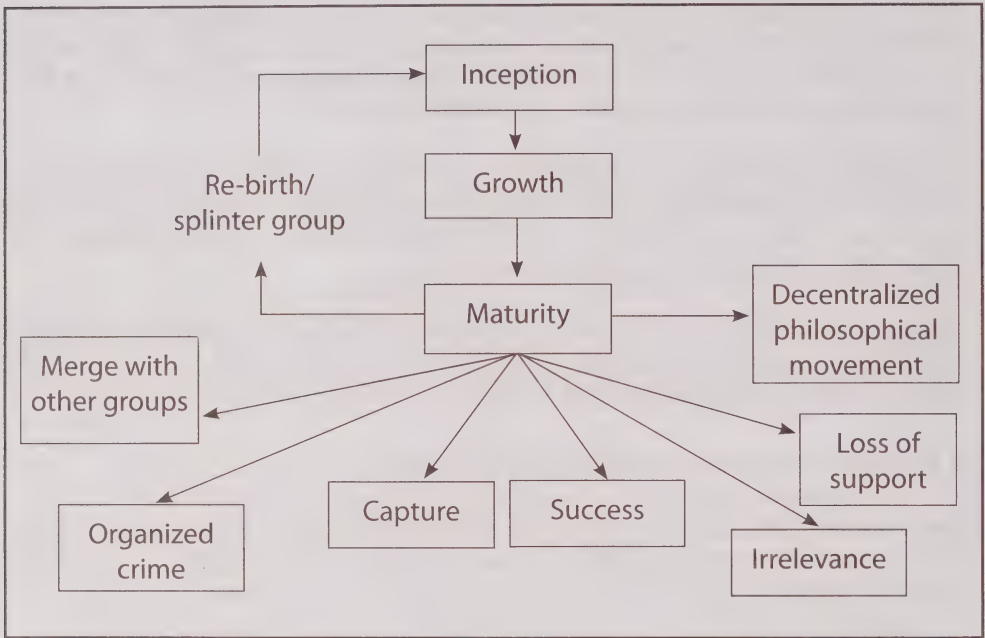 Inception
Growth
Re-birth/
splinter group
Maturity
Decentralized
philosophical
movement
Merge with
other groups
Loss of
support
Capture
Success
Organized
crime
Irrelevance